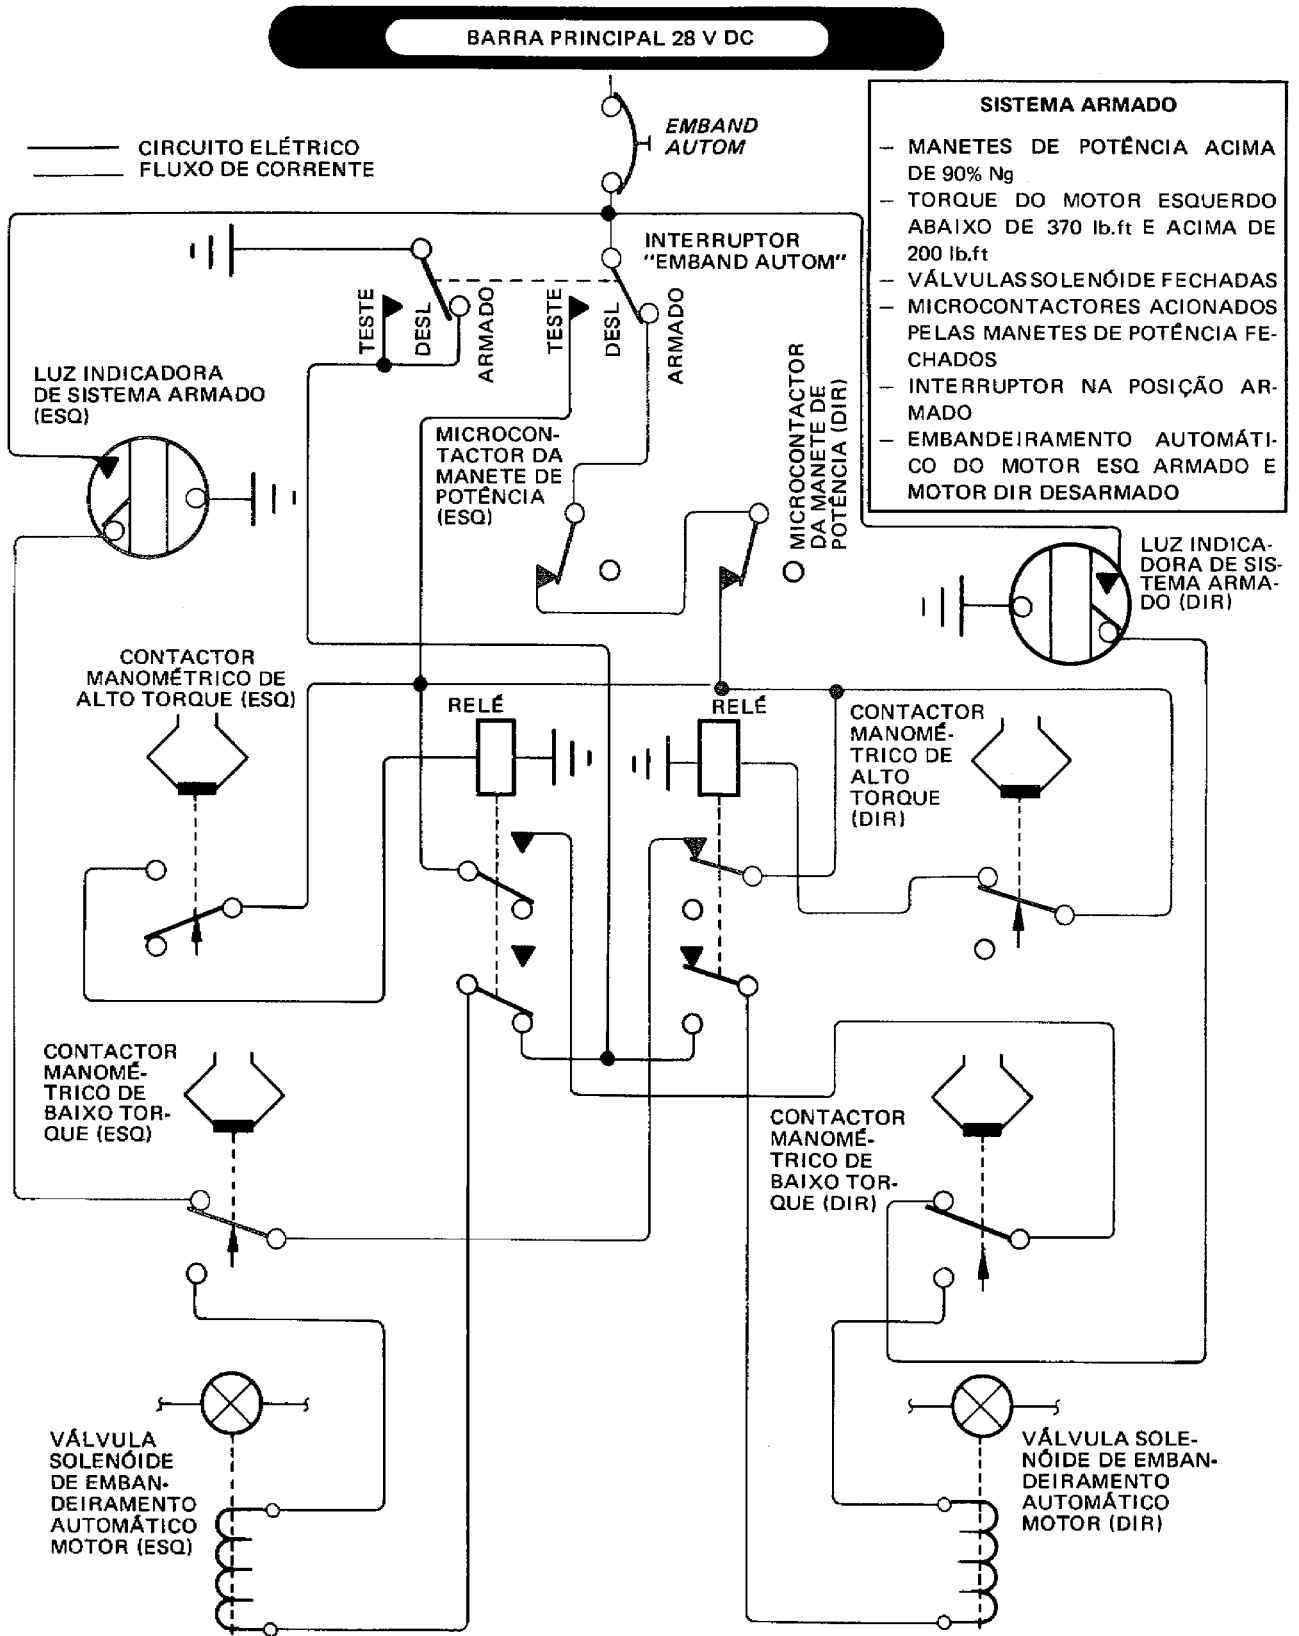 BARRA PRINCIPAL 28 V DC
EMBAND
AUTOM
CIRCUITO ELÉTRICO
FLUXO DE CORRENTE
SISTEMA ARMADO
– MANETES DE POTÊNCIA ACIMA
DE 90% Ng
– TORQUE DO MOTOR ESQUERDO
ABAIXO DE 370 lb.ft E ACIMA DE
200 lb.ft
– VÁLVULAS SOLENÓIDE FECHADAS
– MICROCONTACTORES ACIONADOS
PELAS MANETES DE POTÊNCIA FE-
CHADOS
– INTERRUPTOR NA POSIÇÃO AR-
MADO
– EMBANDEIRAMENTO AUTOMÁTI-
CO DO MOTOR ESQ ARMADO E
MOTOR DIR DESARMADO
INTERRUPTOR
"EMBAND AUTOM"
TESTE
DESL
ARMADO
TESTE
DESL
ARMADO
LUZ INDICADORA
DE SISTEMA ARMADO
(ESQ)
MICROCON-
TACTOR DA
MANETE DE
POTÊNCIA
(ESQ)
MICROCONTACTOR
DA MANETE DE
POTÊNCIA (DIR)
LUZ INDICA-
DORA DE SIS-
TEMA ARMA-
DO (DIR)
CONTACTOR
MANOMÉTRICO DE
ALTO TORQUE (ESQ)
RELÉ
RELÉ
CONTACTOR
MANOMÉ-
TRICO DE
ALTO
TORQUE
(DIR)
CONTACTOR
MANOMÉ-
TRICO DE
BAIXO TOR-
QUE (ESQ)
CONTACTOR
MANOMÉ-
TRICO DE
BAIXO TOR-
QUE (DIR)
VÁLVULA
SOLENÓIDE
DE EMBAN-
DEIRAMENTO
AUTOMÁTICO
MOTOR (ESQ)
VÁLVULA SOLE-
NÓIDE DE EMBAN-
DEIRAMENTO
AUTOMÁTICO
MOTOR (DIR)